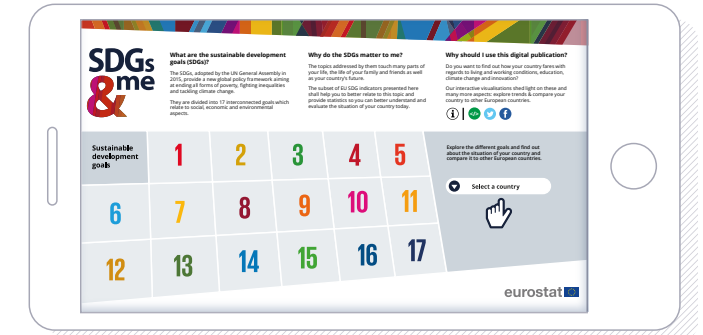 SDGs
&me
What are the sustainable development
goals (SDGs)?
The SDGs, adopted by the UN General Assembly in
2015, provide a new global policy framework aiming
at ending all forms of poverty, fighting inequalities
and tackling climate change.
They are divided into 17 interconnected goals which
relate to social, economic and environmental
aspects.
Why do the SDGs matter to me?
The topics addressed by them touch many parts of
your life, the life of your family and friends as well
as your country's future.
The subset of EU SDG indicators presented here
shall help you to better relate to this topic and
provide statistics so you can better understand and
evaluate the situation of your country today.
Why should I use this digital publication?
Do you want to find out how your country fares with
regards to living and working conditions, education,
climate change and innovation?
Our interactive visualisations shed light on these and
many more aspects: explore trends & compare your
country to other European countries.
Sustainable
development
goals
1 2 3 4 5
6 7 8 9 10 11
12 13 14 15 16 17
Explore the different goals and find out
about the situation of your country and
compare it to other European countries.
Select a country
eurostat